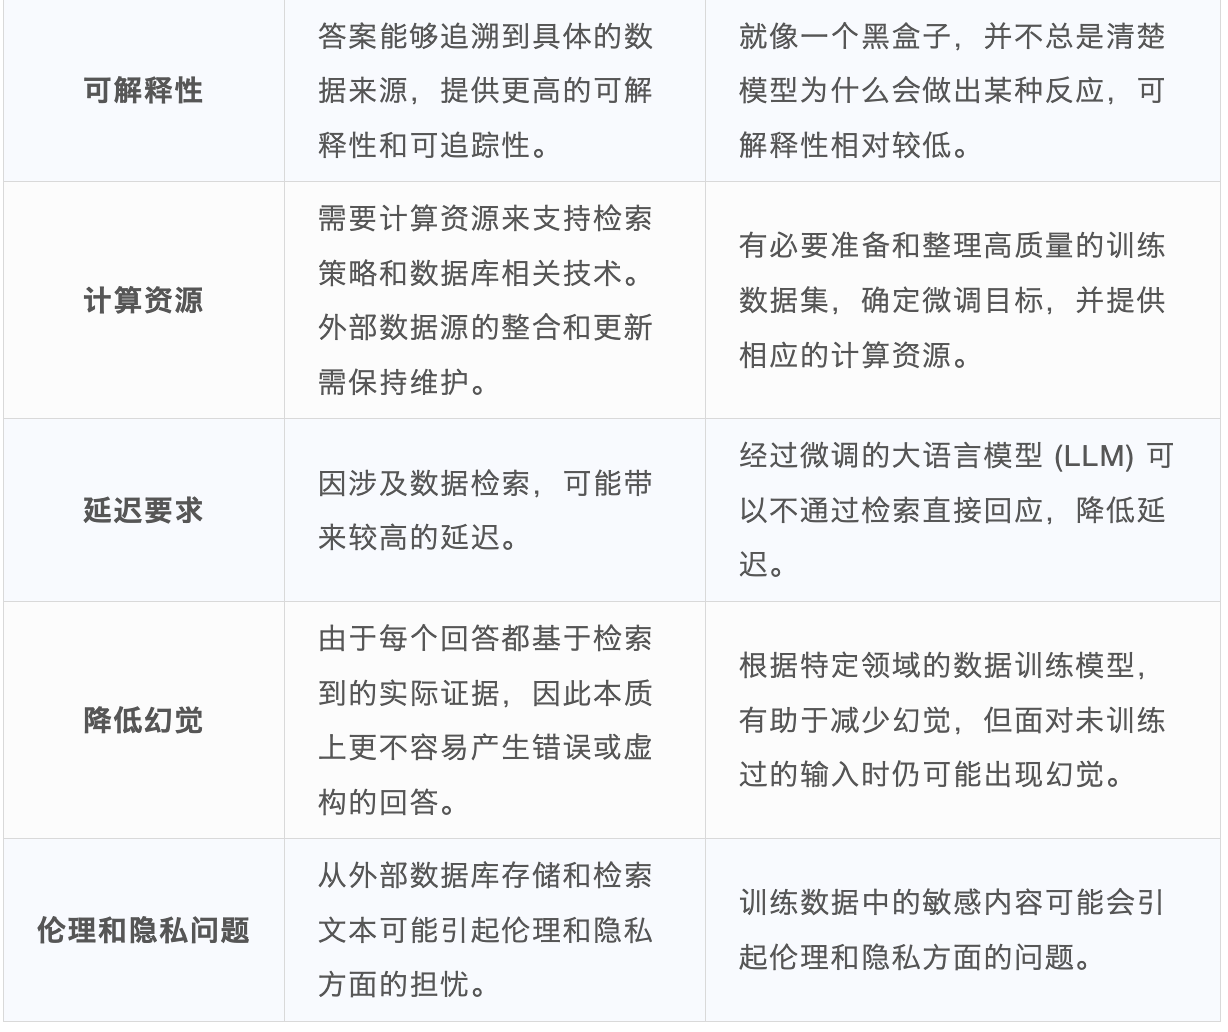 可解释性
答案能够追溯到具体的数
据来源，提供更高的可解
释性和可追踪性。
就像一个黑盒子，并不总是清楚
模型为什么会做出某种反应，可
解释性相对较低。
计算资源
需要计算资源来支持检索
策略和数据库相关技术。
外部数据源的整合和更新
需保持维护。
有必要准备和整理高质量的训练
数据集，确定微调目标，并提供
相应的计算资源。
延迟要求
因涉及数据检索，可能带
来较高的延迟。
经过微调的大语言模型 (LLM) 可
以不通过检索直接回应，降低延
迟。
降低幻觉
由于每个回答都基于检索
到的实际证据，因此本质
上更不容易产生错误或虚
构的回答。
根据特定领域的数据训练模型，
有助于减少幻觉，但面对未训练
过的输入时仍可能出现幻觉。
伦理和隐私问题
从外部数据库存储和检索
文本可能引起伦理和隐私
方面的担忧。
训练数据中的敏感内容可能会引
起伦理和隐私方面的问题。